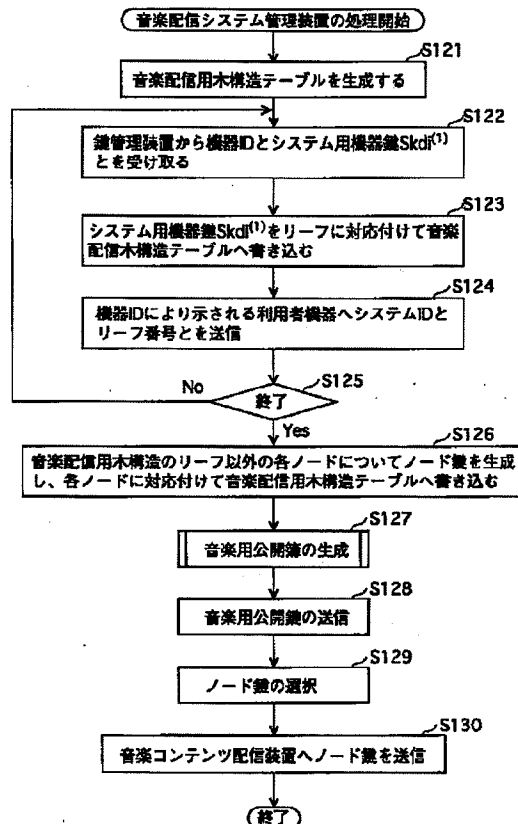 音楽配信システム管理装置の処理開始
S121
音楽配信用木構造テーブルを生成する
S122
鍵管理装置から機器IDとシステム用機器鍵Skdi(1)
とを受け取る
S123
システム用機器鍵Skdi(1)をリーフに対応付けて音楽
配信木構造テーブルへ書き込む
S124
機器IDにより示される利用者機器へシステムIDと
リーフ番号とを送信
S125
No
終了
Yes
S126
音楽配信用木構造のリーフ以外の各ノードについてノード鍵を生成
し、各ノードに対応付けて音楽配信用木構造テーブルへ書き込む
S127
音楽用公開簿の生成
S128
音楽用公開鍵の送信
S129
ノード鍵の選択
S130
音楽コンテンツ配信装置へノード鍵を送信
終了